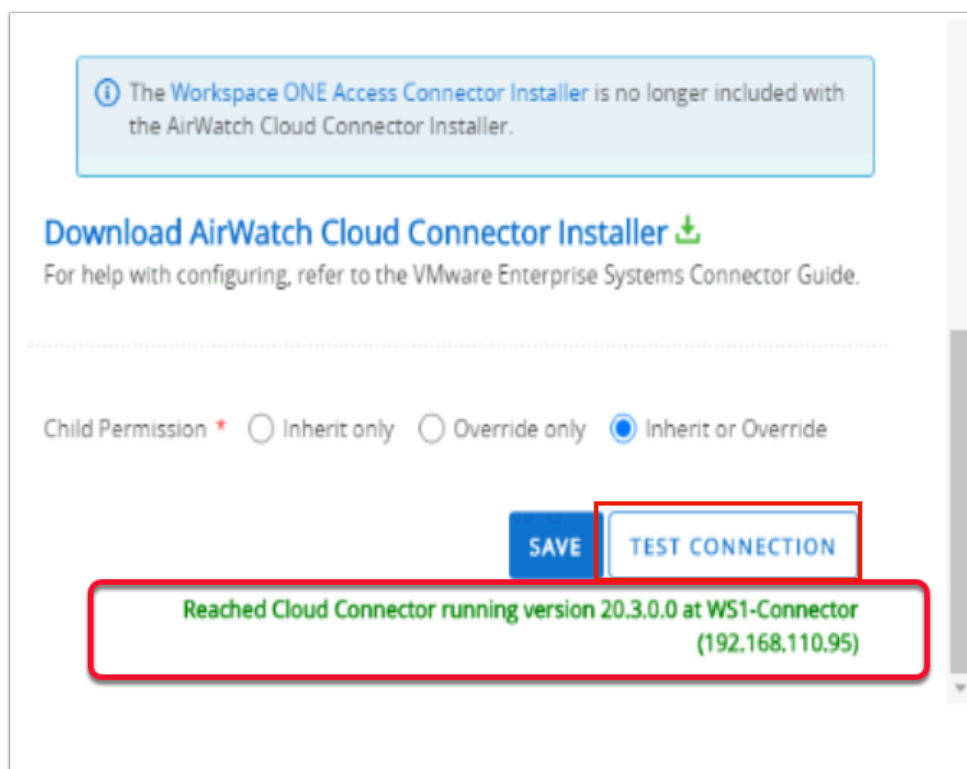 The Workspace ONE Access Connector Installer is no longer included with
the AirWatch Cloud Connector Installer.
Download AirWatch Cloud Connector Installer
For help with configuring, refer to the VMware Enterprise Systems Connector Guide.
Child Permission * Inherit only Override only Inherit or Override
SAVE TEST CONNECTION
Reached Cloud Connector running version 20.3.0.0 at WS1-Connector
(192.168.110.95)